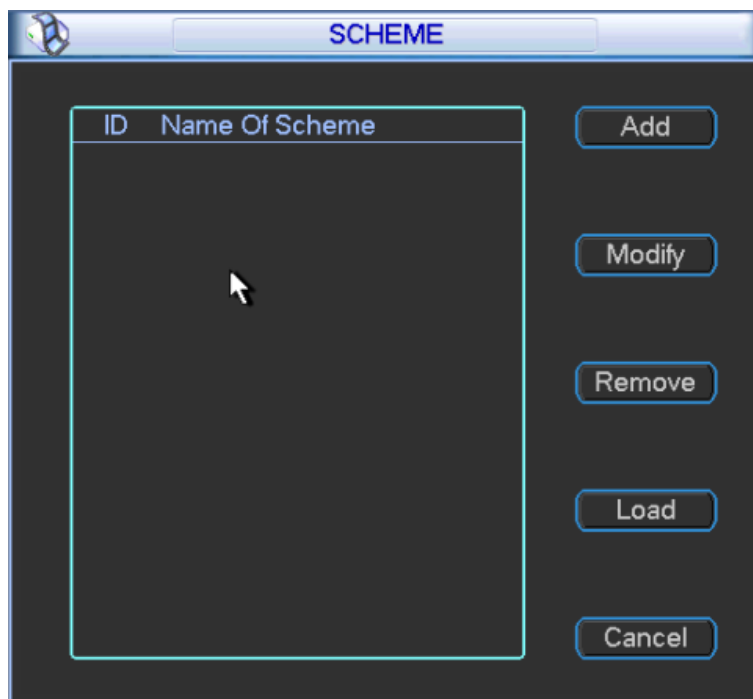 SCHEME
ID Name Of Scheme
Add
Modify
Remove
Load
Cancel